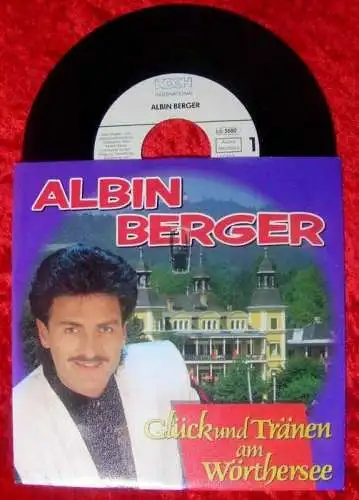 KOCH
INTERNATIONAL
ALBIN BERGER
1
ALBIN
BERGER
Glück und Tränen
am
Wörthersee